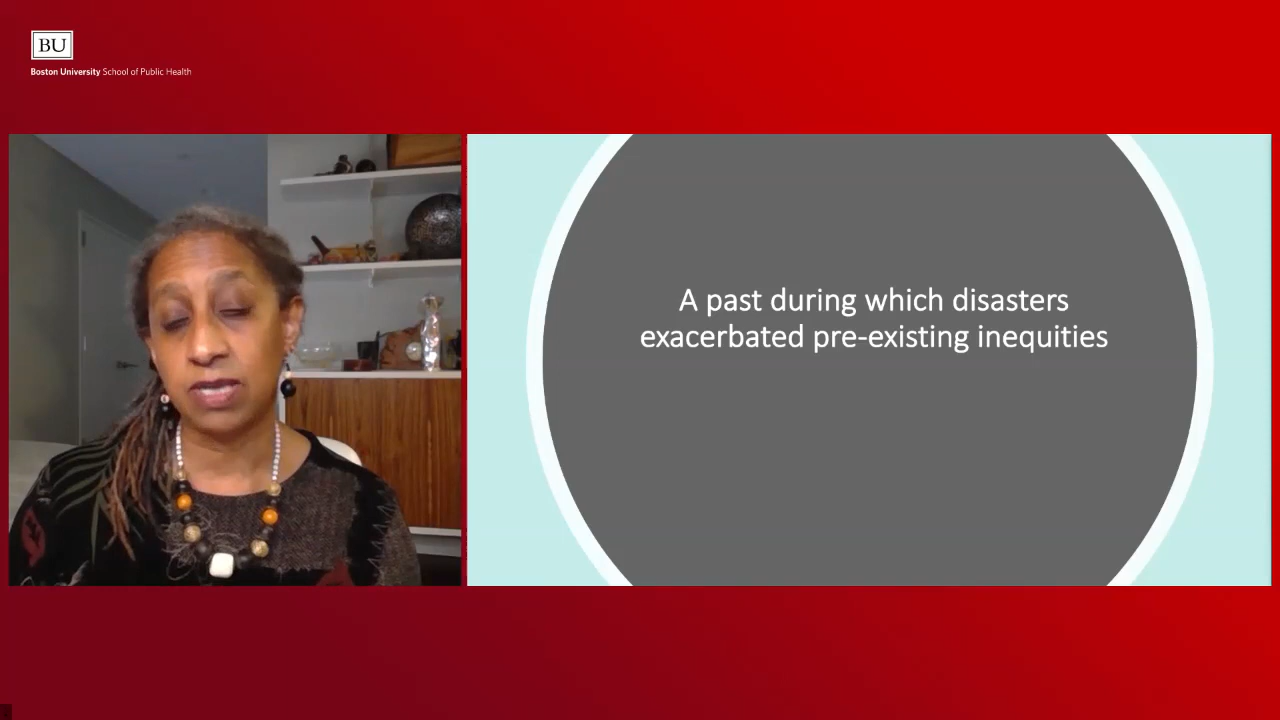 BU
Boston University School of Public Health
A past during which disasters
exacerbated pre-existing inequities